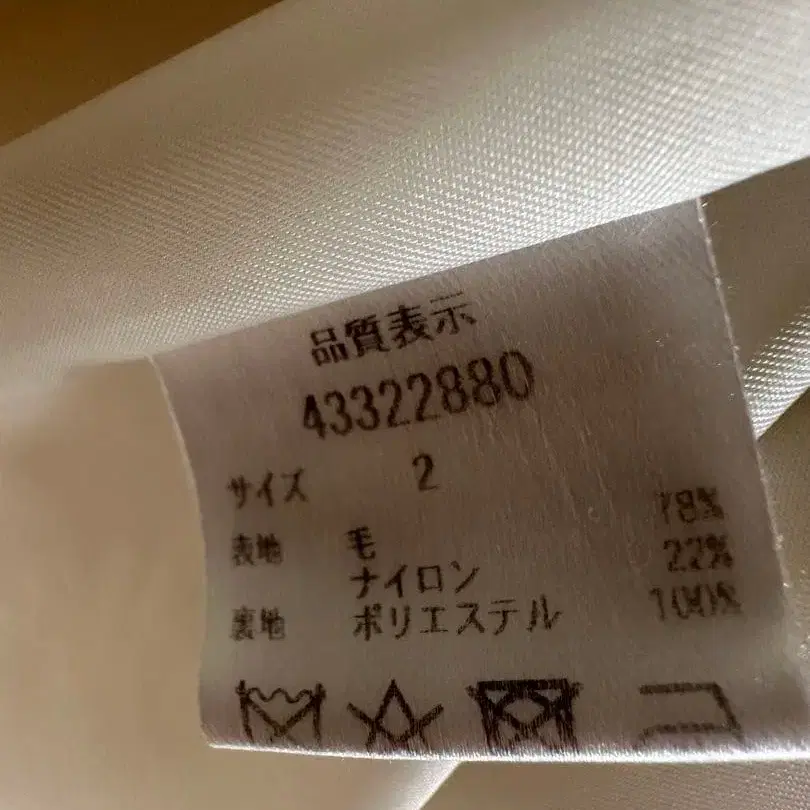 品質表示
43322880
サイズ 2
表地 毛 78%
ナイロン 22%
裏地 ポリエステル 100%